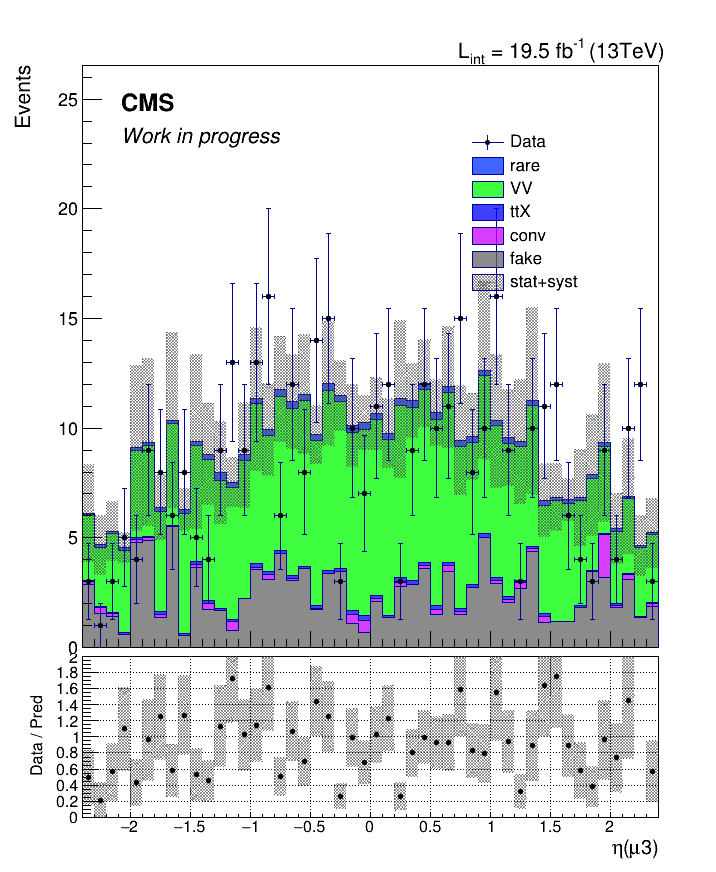 L_int = 19.5 fb^-1 (13TeV)
Events
CMS
Work in progress
25
20
15
10
5
0
Data
rare
VV
ttX
conv
fake
stat+syst
Data / Pred
2
1.8
1.6
1.4
1.2
1
0.8
0.6
0.4
0.2
0
−2 −1.5 −1 −0.5 0 0.5 1 1.5 2
η(μ3)